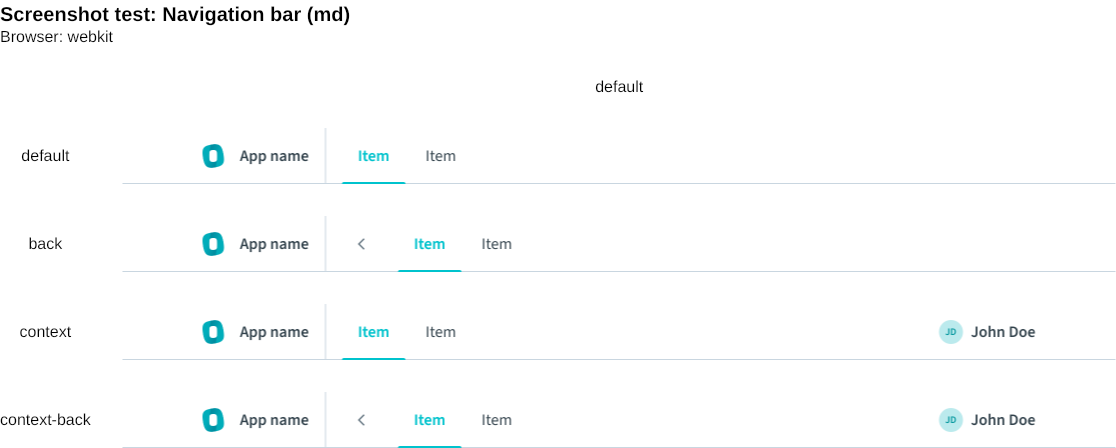 Screenshot test: Navigation bar (md)
Browser: webkit
default
default App name Item Item
back App name Item Item
context App name Item Item JD John Doe
context-back App name Item Item JD John Doe